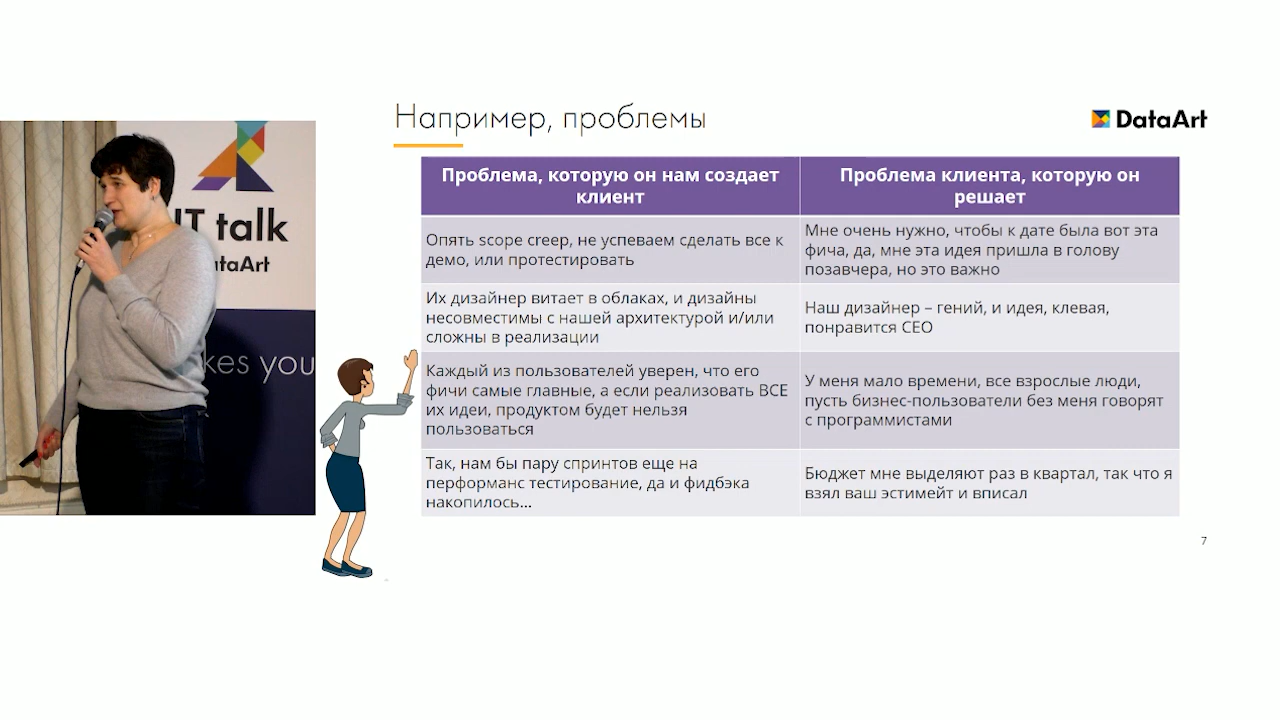 Например, проблемы
DataArt
IT talk
ataArt
kes you
Проблема, которую он нам создает
клиент
Проблема клиента, которую он
решает
Опять scope creep, не успеваем сделать все к
демо, или протестировать
Мне очень нужно, чтобы к дате была вот эта
фича, да, мне эта идея пришла в голову
позавчера, но это важно
Их дизайнер витает в облаках, и дизайны
несовместимы с нашей архитектурой и/или
сложны в реализации
Наш дизайнер – гений, и идея, клевая,
понравится CEO
Каждый из пользователей уверен, что его
фичи самые главные, а если реализовать ВСЕ
их идеи, продуктом будет нельзя
пользоваться
У меня мало времени, все взрослые люди,
пусть бизнес-пользователи без меня говорят
с программистами
Так, нам бы пару спринтов еще на
перформанс тестирование, да и фидбэка
накопилось...
Бюджет мне выделяют раз в квартал, так что я
взял ваш эстимейт и вписал
7